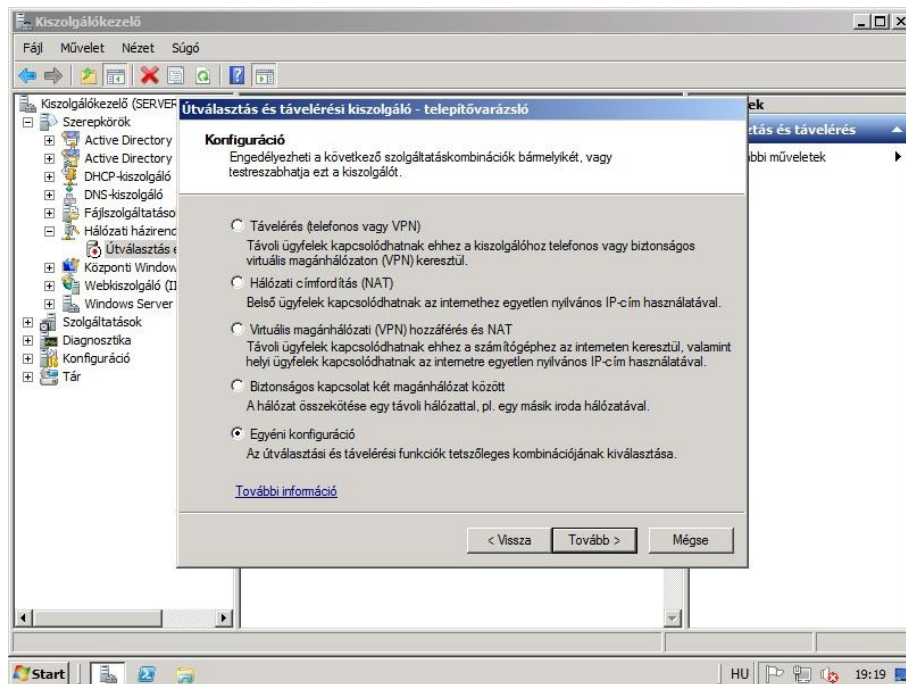 Kiszolgálókezelő
Fájl Művelet Nézet Súgó
Kiszolgálókezelő (SERVER
Szerepkörök
Active Directory
Active Directory
DHCP-kiszolgáló
DNS-kiszolgáló
Fájlszolgáltatáso
Hálózati házirend
Útválasztás é
Központi Window
Webkiszolgáló (II
Windows Server
Szolgáltatások
Diagnosztika
Konfiguráció
Tár
Útválasztás és távelérési kiszolgáló - telepítővarázsló
Konfiguráció
Engedélyezheti a következő szolgáltatáskombinációk bármelyikét, vagy
testreszabhatja ezt a kiszolgálót.
Távelérés (telefonos vagy VPN)
Távoli ügyfelek kapcsolódhatnak ehhez a kiszolgálóhoz telefonos vagy biztonságos
virtuális magánhálózaton (VPN) keresztül.
Hálózati címfordítás (NAT)
Belső ügyfelek kapcsolódhatnak az internethez egyetlen nyilvános IP-cím használatával.
Virtuális magánhálózati (VPN) hozzáférés és NAT
Távoli ügyfelek kapcsolódhatnak ehhez a számítógéphez az interneten keresztül, valamint
helyi ügyfelek kapcsolódhatnak az internetre egyetlen nyilvános IP-cím használatával.
Biztonságos kapcsolat két magánhálózat között
A hálózat összekötése egy távoli hálózattal, pl. egy másik iroda hálózatával.
Egyéni konfiguráció
Az útválasztási és távelérési funkciók tetszőleges kombinációjának kiválasztása.
További információ
< Vissza Tovább > Mégse
ek
ztás és távelérés
bbi műveletek
Start HU 19:19